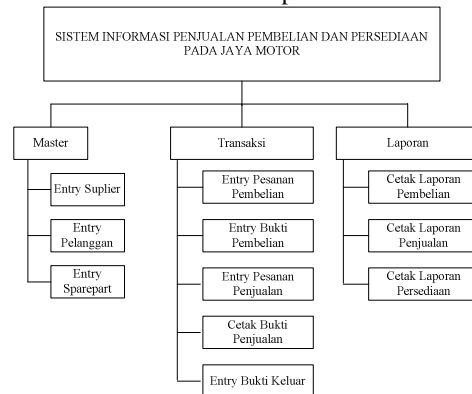 SISTEM INFORMASI PENJUALAN PEMBELIAN DAN PERSEDIAAN
PADA JAYA MOTOR
Master
Transaksi
Laporan
Entry Suplier
Entry
Pelanggan
Entry
Sparepart
Entry Pesanan
Pembelian
Entry Bukti
Pembelian
Entry Pesanan
Penjualan
Cetak Bukti
Penjualan
Entry Bukti Keluar
Cetak Laporan
Pembelian
Cetak Laporan
Penjualan
Cetak Laporan
Persediaan